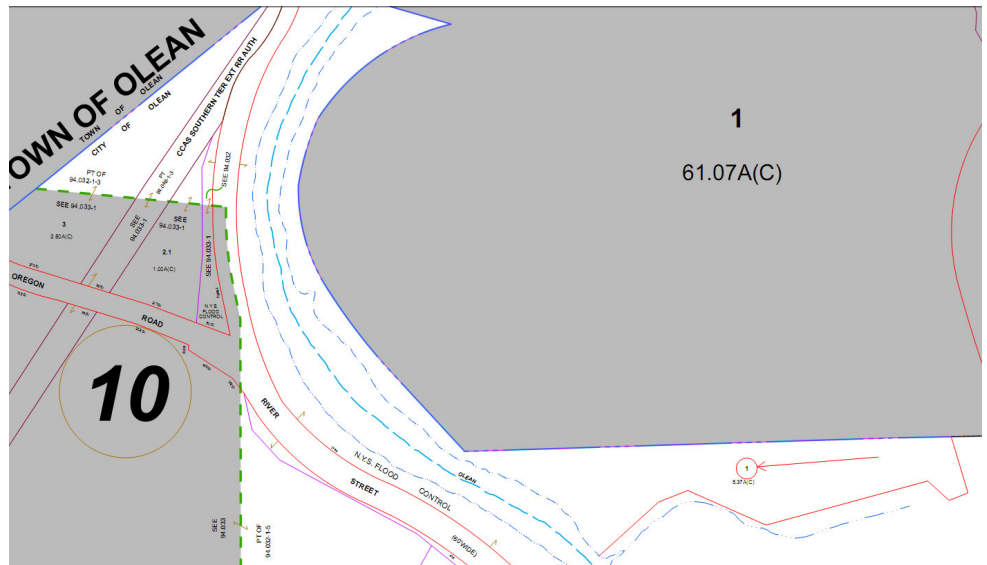 TOWN OF OLEAN
TOWN OF OLEAN
CITY OF OLEAN
CCAS SOUTHERN TIER EXT RR AUTH
1
61.07A(C)
PT OF
94.032-1-3
PT
SEE 94.032
SEE 94.033-1
SEE
94.033-1
SEE
94.033-1
SEE 94.033-1
3
2.80A(C)
2.1
1.00A(C)
N.Y.S.
FLOOD
CONTROL
OREGON
ROAD
10
RIVER
STREET
N.Y.S. FLOOD
CONTROL
(60'WIDE)
OLEAN
1
5.37A(C)
SEE
94.033
PT OF
94.032-1-5